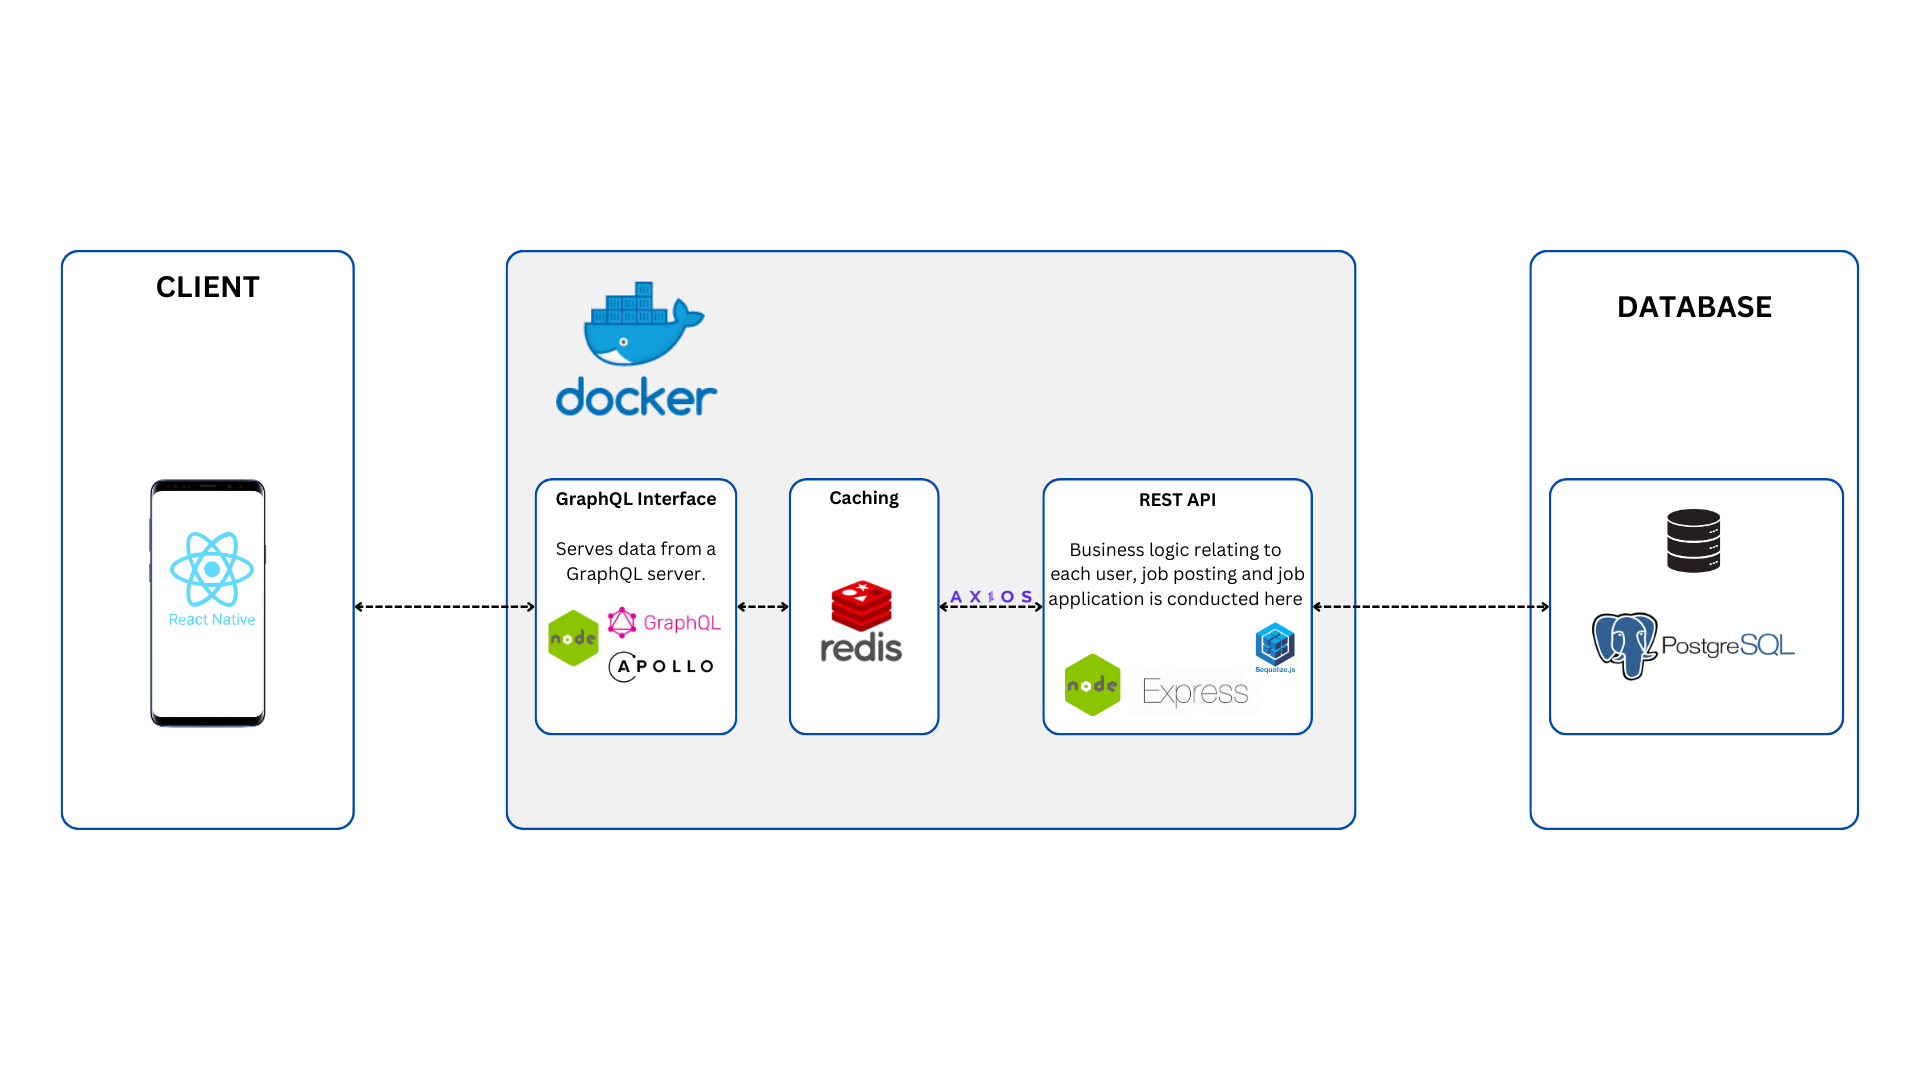 CLIENT
React Native
docker
GraphQL Interface
Serves data from a
GraphQL server.
node
GraphQL
APOLLO
Caching
redis
AXIOS
REST API
Business logic relating to
each user, job posting and job
application is conducted here
Sequelize.js
node
Express
DATABASE
PostgreSQL